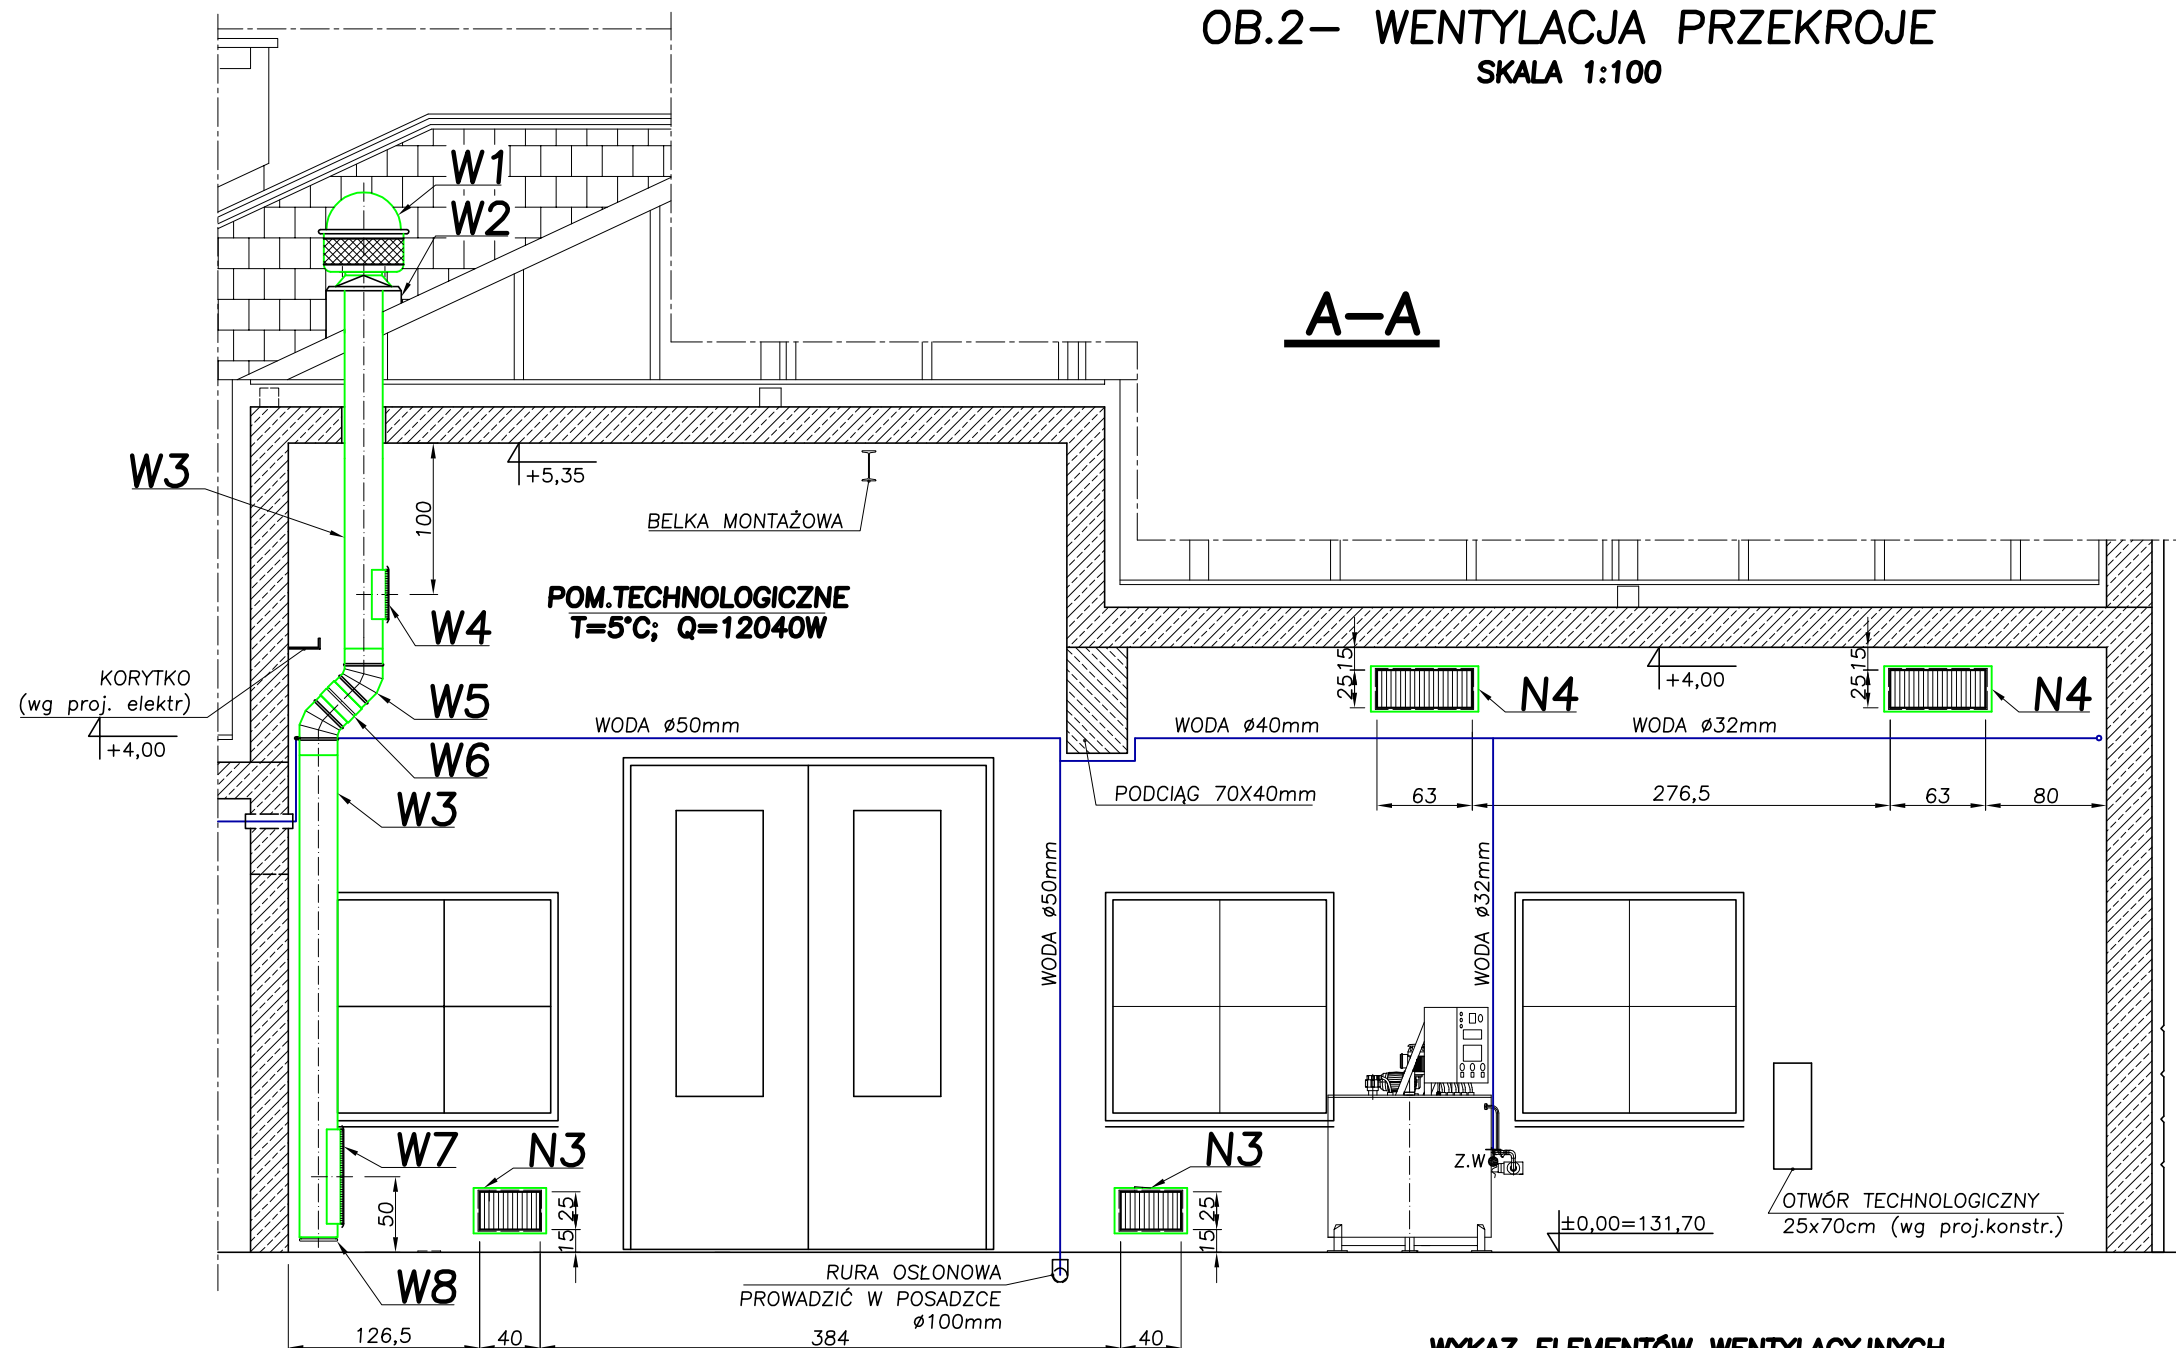 OB.2- WENTYLACJA PRZEKROJE
SKALA 1:100
W1
W2
A-A
W3
+5,35
100
BELKA MONTAŻOWA
POM.TECHNOLOGICZNE
T=5°C; Q=12040W
W4
KORYTKO
(wg proj. elektr)
+4,00
W5
W6
W3
WODA ø50mm
WODA ø40mm
WODA ø32mm
15
25
N4
+4,00
15
25
N4
PODCIĄG 70X40mm
63
276,5
63
80
WODA ø50mm
WODA ø32mm
W7
N3
50
25
15
N3
25
15
Z.W
±0,00=131,70
OTWÓR TECHNOLOGICZNY
25x70cm (wg proj.konstr.)
W8
RURA OSŁONOWA
PROWADZIĆ W POSADZCE
ø100mm
126,5
40
384
40
WYKAZ ELEMENTÓW WENTYLACYJNYCH